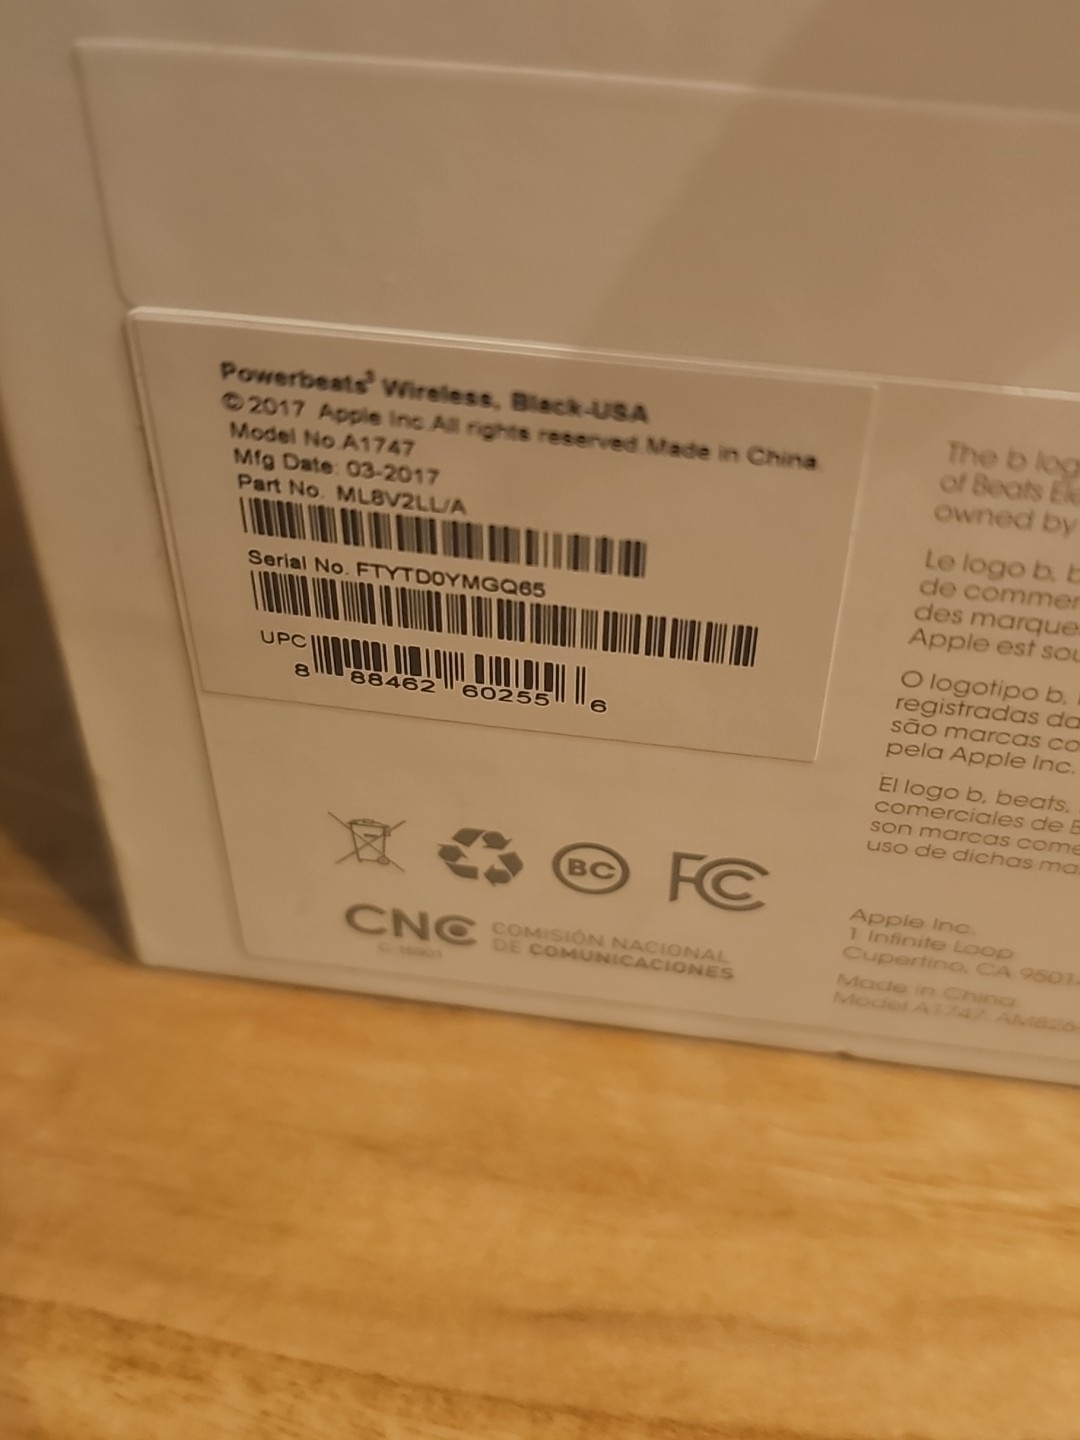 Powerbeats³ Wireless, Black-USA
©2017 Apple Inc.All rights reserved.Made in China.
Model No.A1747
Mfg Date: 03-2017
Part No. ML8V2LL/A
Serial No. FTYTD0YMGQ65
UPC
8 88462 60255 6
BC FC
CNC COMISIÓN NACIONAL
DE COMUNICACIONES
The b log
of Beats Ele
owned by
Le logo b, b
de commer
des marque
Apple est sou
O logotipo b,
registradas da
são marcas co
pela Apple Inc.
El logo b, beats,
comerciales de B
son marcas come
uso de dichas ma
Apple Inc.
1 Infinite Loop
Cupertino, CA 95014
Made in China
Model A1747: AM826